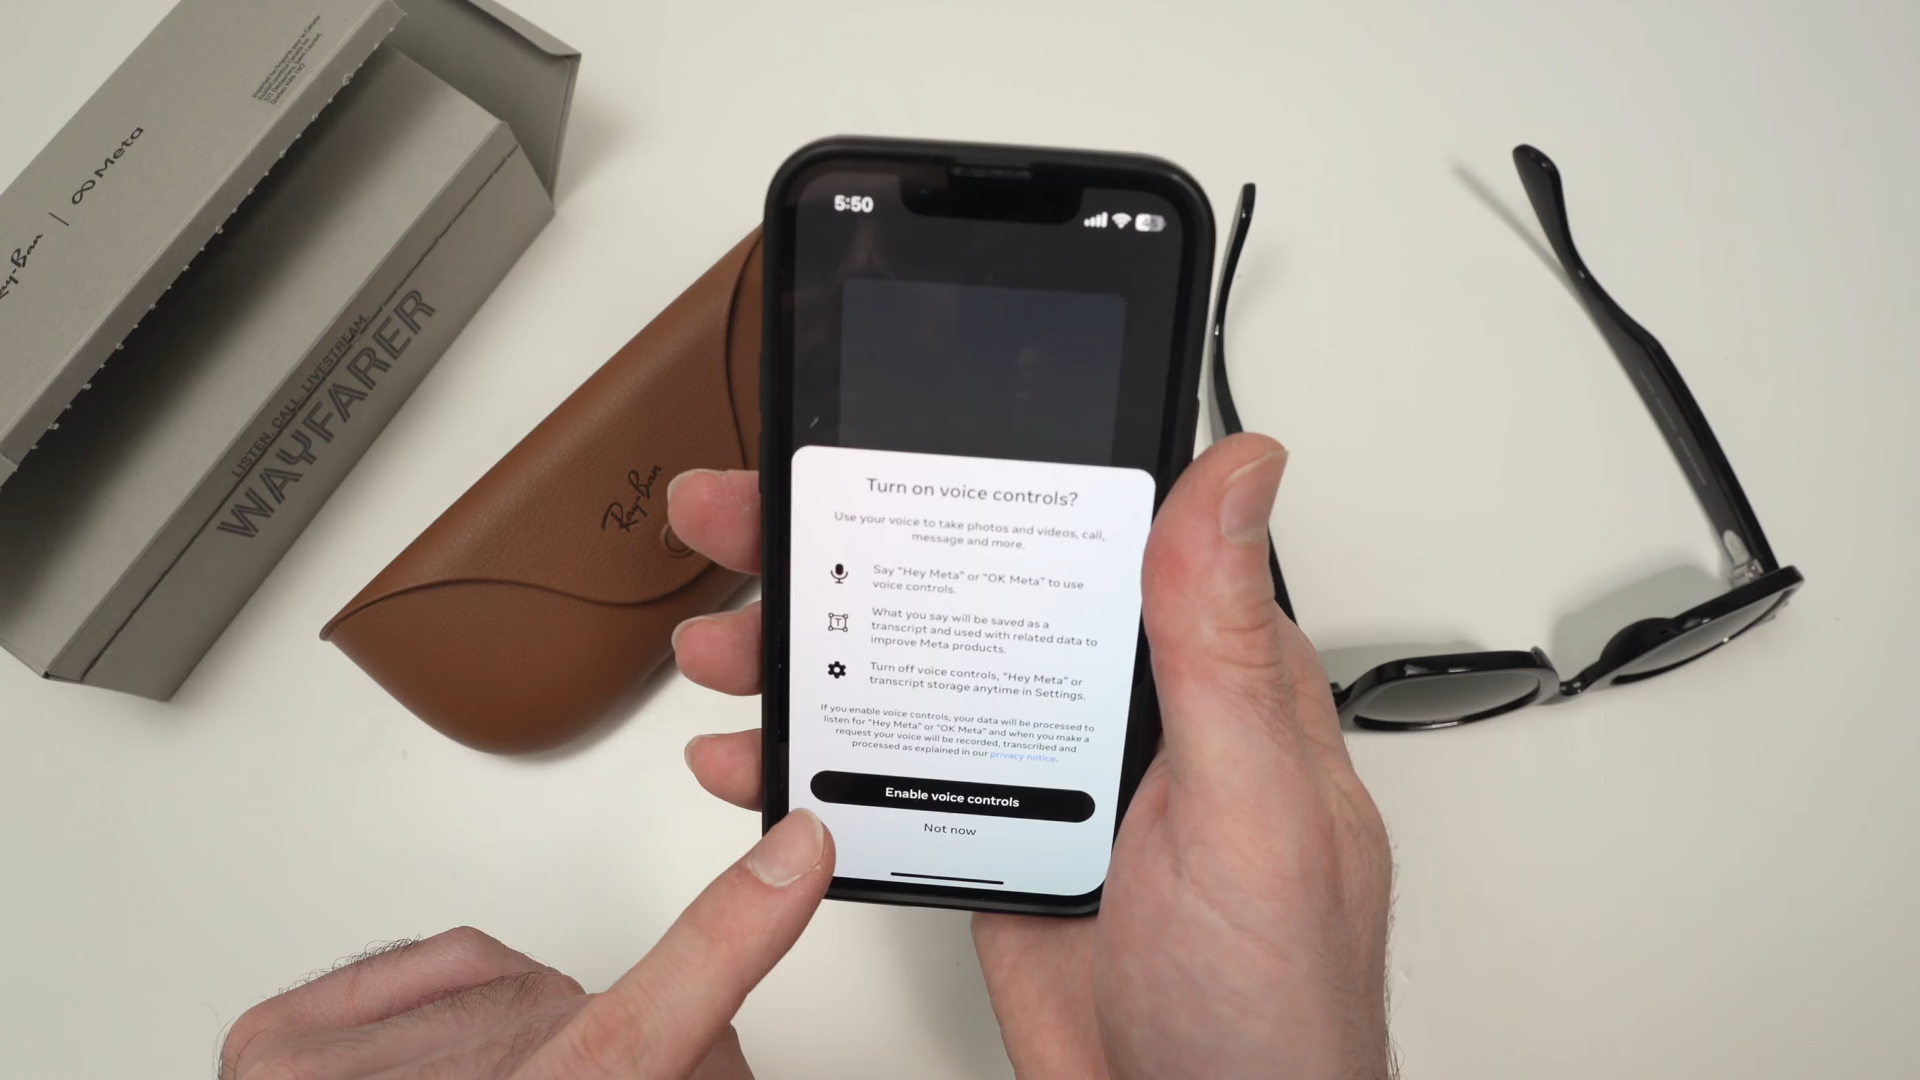 Ray-Ban | Meta
LISTEN. CALL. LIVESTREAM.
WAYFARER
Ray-Ban
5:50
Turn on voice controls?
Use your voice to take photos and videos, call,
message and more.
Say "Hey Meta" or "OK Meta" to use
voice controls.
What you say will be saved as a
transcript and used with related data to
improve Meta products.
Turn off voice controls, "Hey Meta" or
transcript storage anytime in Settings.
If you enable voice controls, your data will be processed to
listen for "Hey Meta" or "OK Meta" and when you make a
request your voice will be recorded, transcribed and
processed as explained in our privacy notice.
Enable voice controls
Not now